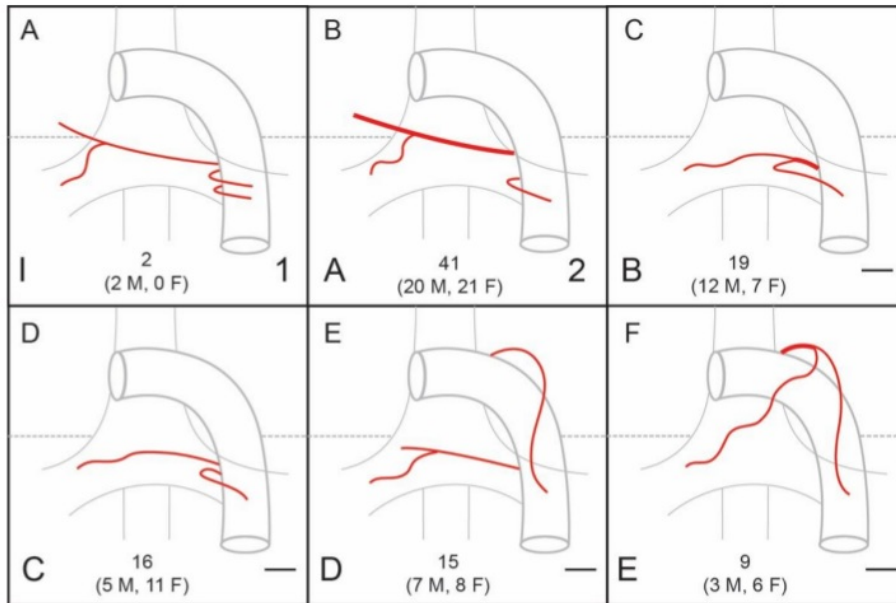 A
I
2
(2 M, 0 F)
1
B
A
41
(20 M, 21 F)
2
C
B
19
(12 M, 7 F)
—
D
C
16
(5 M, 11 F)
—
E
D
15
(7 M, 8 F)
—
F
E
9
(3 M, 6 F)
—